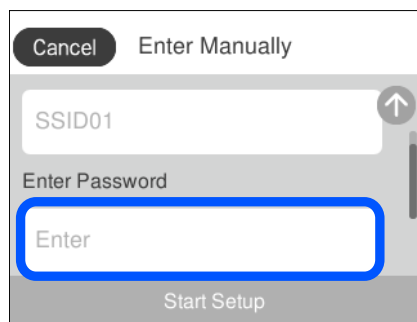 Cancel Enter Manually
SSID01
Enter Password
Enter
Start Setup